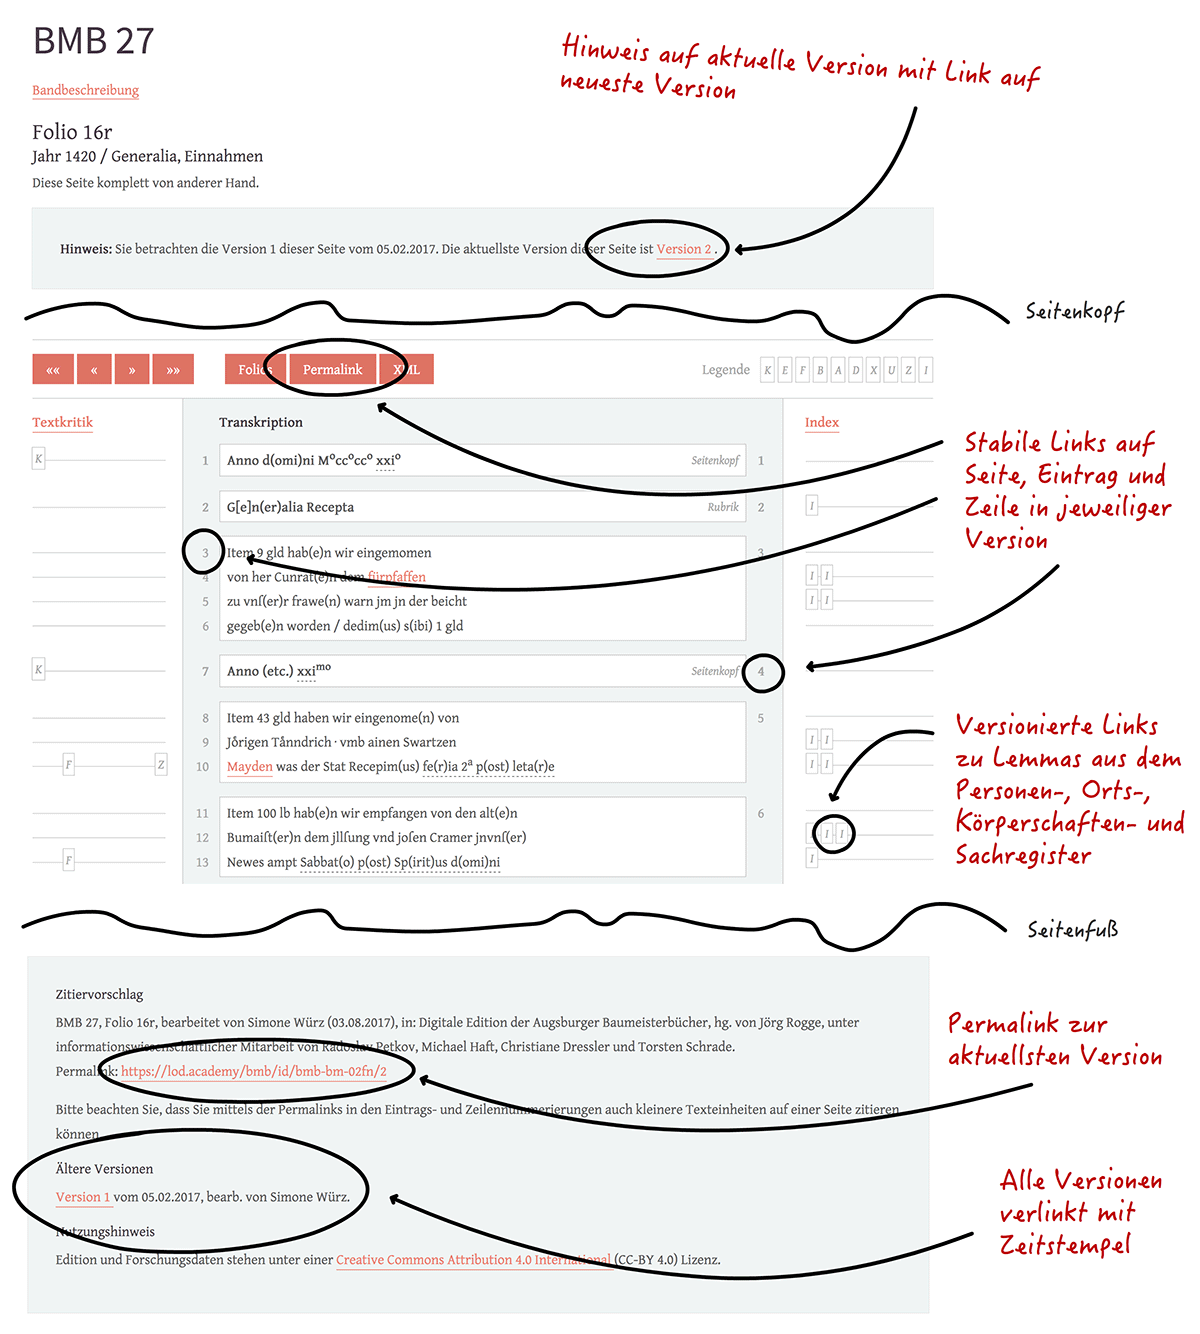 BMB 27
Hinweis auf aktuelle Version mit Link auf
neueste Version
Bandbeschreibung
Folio 16r
Jahr 1420 / Generalia, Einnahmen
Diese Seite komplett von anderer Hand.
Hinweis: Sie betrachten die Version 1 dieser Seite vom 05.02.2017. Die aktuellste Version dieser Seite ist Version 2 .
Seitenkopf
«« « » »» Folios Permalink XML Legende K E F B A D X U Z I
Textkritik Transkription Index
K 1 Anno d(omi)ni Mºccºccº xxiº Seitenkopf 1
2 G[e]n(er)alia Recepta Rubrik 2 I
3 Item 9 gld hab(e)n wir eingemomen 3
4 von her Cunrat(e)n dem fürpfaffen I I
5 zu vnſ(er)r frawe(n) warn jm jn der beicht I I
6 gegeb(e)n worden / dedim(us) s(ibi) 1 gld
Stabile Links auf
Seite, Eintrag und
Zeile in jeweiliger
Version
K 7 Anno (etc.) xxiᵐᵒ Seitenkopf 4
8 Item 43 gld haben wir eingenome(n) von 5
9 Jo̊rigen Tånndrich · vmb ainen Swartzen I I
F Z 10 Mayden was der Stat Recepim(us) fe(r)ia 2ª p(ost) leta(r)e I I
11 Item 100 lb hab(e)n wir empfangen von den alt(e)n 6
12 Bumaiſt(er)n dem jllſung vnd joſen Cramer jnvnſ(er) I I I
F 13 Newes ampt Sabbat(o) p(ost) Sp(irit)us d(omi)ni I
Versionierte Links
zu Lemmas aus dem
Personen-, Orts-,
Körperschaften- und
Sachregister
Seitenfuß
Zitiervorschlag
BMB 27, Folio 16r, bearbeitet von Simone Würz (03.08.2017), in: Digitale Edition der Augsburger Baumeisterbücher, hg. von Jörg Rogge, unter
informationswissenschaftlicher Mitarbeit von Radoslav Petkov, Michael Haft, Christiane Dressler und Torsten Schrade.
Permalink: https://lod.academy/bmb/id/bmb-bm-02fn/2
Permalink zur
aktuellsten Version
Bitte beachten Sie, dass Sie mittels der Permalinks in den Eintrags- und Zeilennummerierungen auch kleinere Texteinheiten auf einer Seite zitieren
können.
Ältere Versionen
Version 1 vom 05.02.2017, bearb. von Simone Würz.
Alle Versionen
verlinkt mit
Zeitstempel
Nutzungshinweis
Edition und Forschungsdaten stehen unter einer Creative Commons Attribution 4.0 International (CC-BY 4.0) Lizenz.